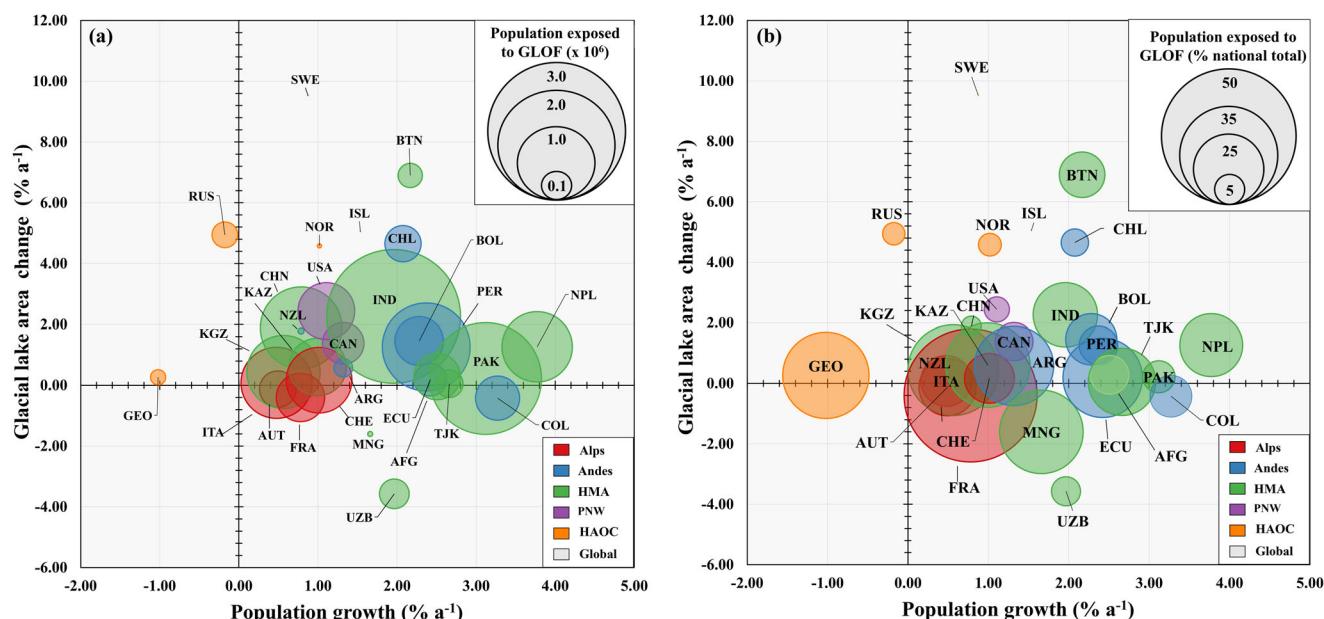 (a)
12.00
10.00
8.00
6.00
4.00
2.00
0.00
-2.00
-4.00
-6.00
Glacial lake area change (% a⁻¹)
-1.00 0.00 1.00 2.00 3.00 4.00 5.00
Population growth (% a⁻¹)
Population exposed
to GLOF (x 10⁶)
3.0
2.0
1.0
0.1
SWE
BTN
RUS
ISL
NOR
CHL
BOL
USA
CHN
KAZ
IND
PER
NPL
NZL
KGZ
CAN
PAK
GEO
ARG
ECU
ITA
AUT
FRA
CHE
MNG
AFG
TJK
COL
UZB
Alps
Andes
HMA
PNW
HAOC
Global
(b)
12.00
10.00
8.00
6.00
4.00
2.00
0.00
-2.00
-4.00
-6.00
Glacial lake area change (% a⁻¹)
-2.00 -1.00 0.00 1.00 2.00 3.00 4.00 5.00
Population growth (% a⁻¹)
Population exposed to
GLOF (% national total)
50
35
25
5
SWE
BTN
RUS
NOR
ISL
CHL
USA
KAZ
CHN
KGZ
IND
BOL
TJK
CAN
PER
NPL
NZL
ARG
GEO
ITA
PAK
AUT
CHE
MNG
ECU
COL
AFG
FRA
UZB
Alps
Andes
HMA
PNW
HAOC
Global